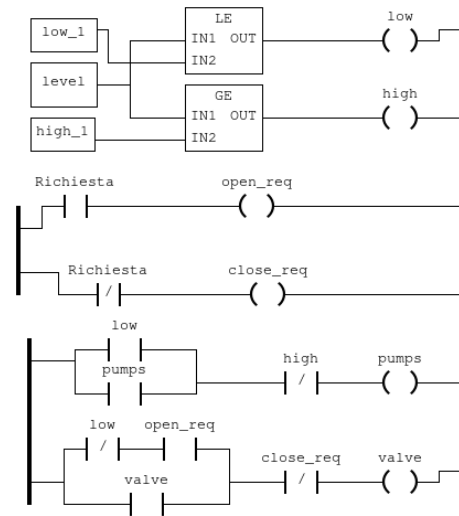 LE
low
low_1
IN1 OUT
IN2
level
GE
high
IN1 OUT
high_1
IN2
Richiesta
open_req
Richiesta
close_req
/
low
pumps
high
pumps
/
low
open_req
/
valve
close_req
valve
/